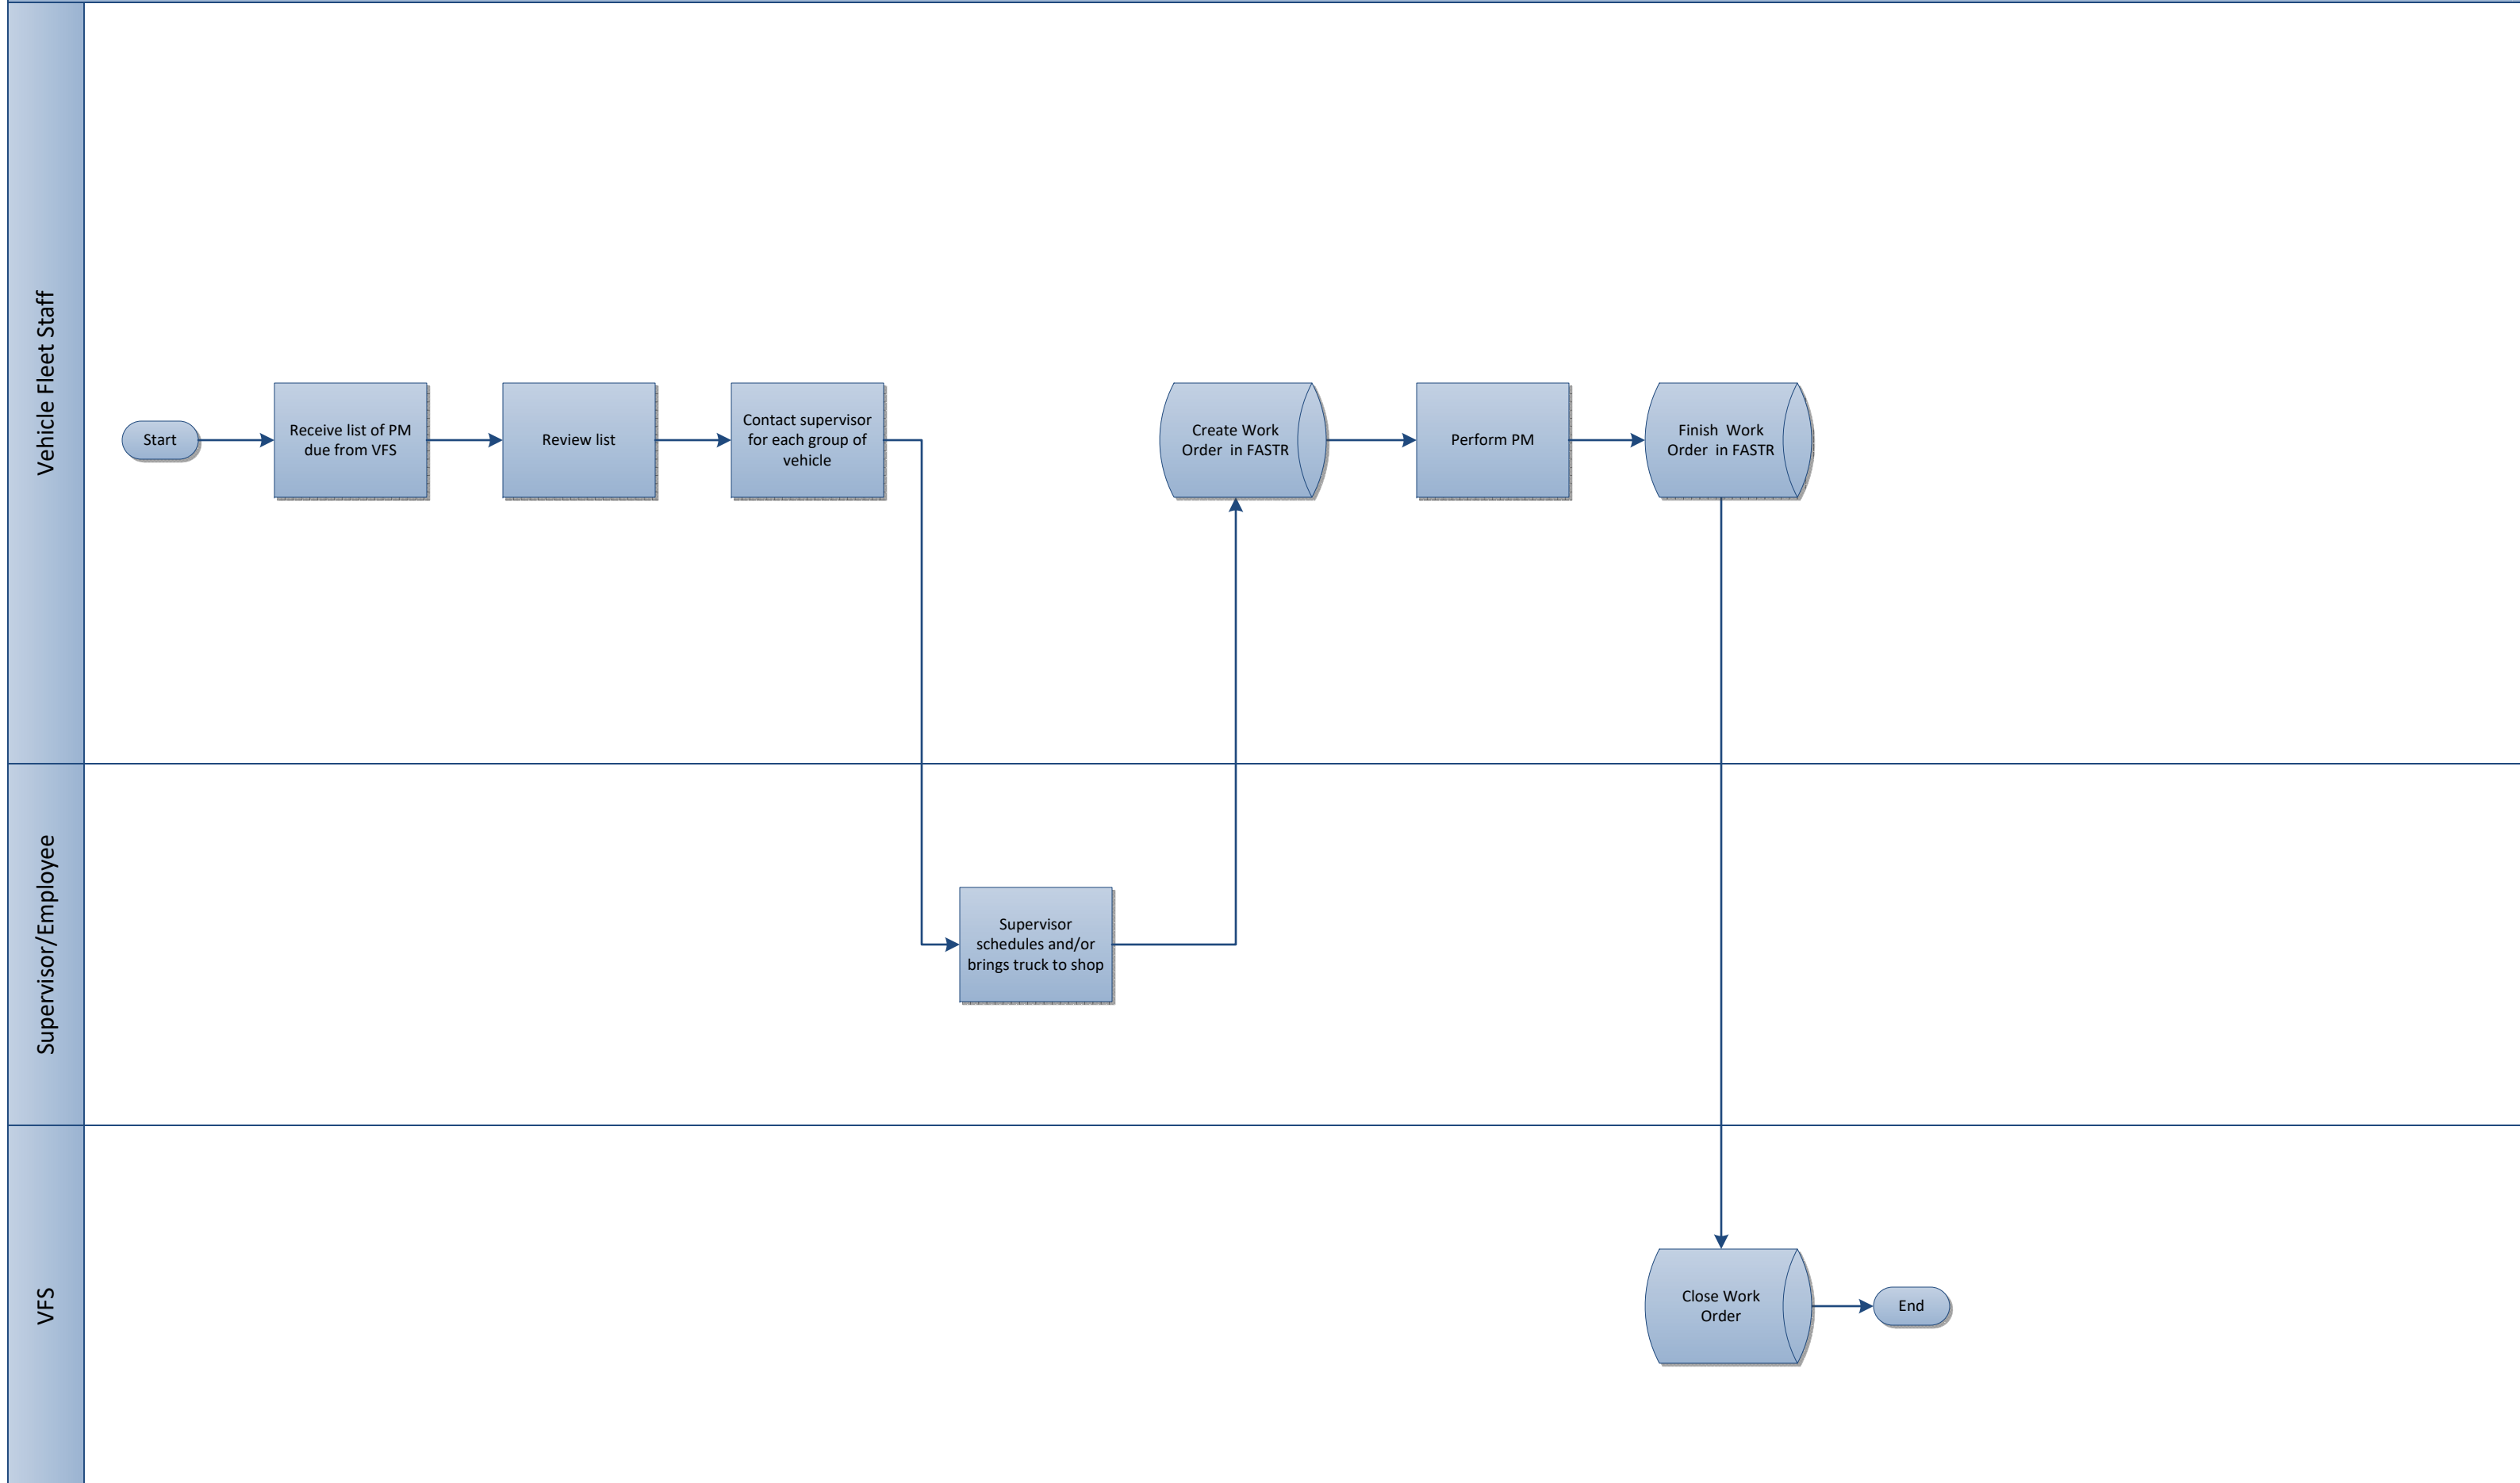 Vehicle Fleet Staff
Start
Receive list of PM
due from VFS
Review list
Contact supervisor
for each group of
vehicle
Create Work
Order in FASTR
Perform PM
Finish Work
Order in FASTR
Supervisor/Employee
Supervisor
schedules and/or
brings truck to shop
VFS
Close Work
Order
End